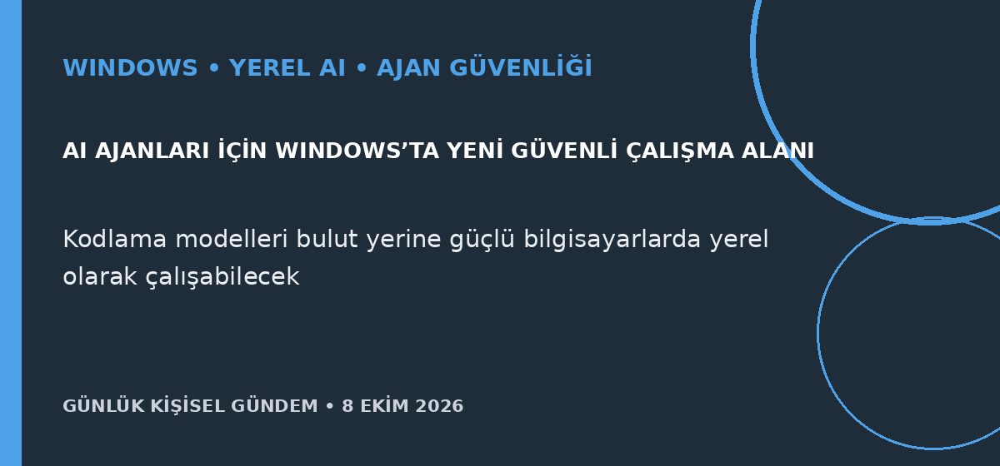 WINDOWS • YEREL AI • AJAN GÜVENLİĞİ
AI AJANLARI İÇİN WINDOWS’TA YENİ GÜVENLİ ÇALIŞMA ALANI
Kodlama modelleri bulut yerine güçlü bilgisayarlarda yerel
olarak çalışabilecek
GÜNLÜK KİŞİSEL GÜNDEM • 8 EKİM 2026